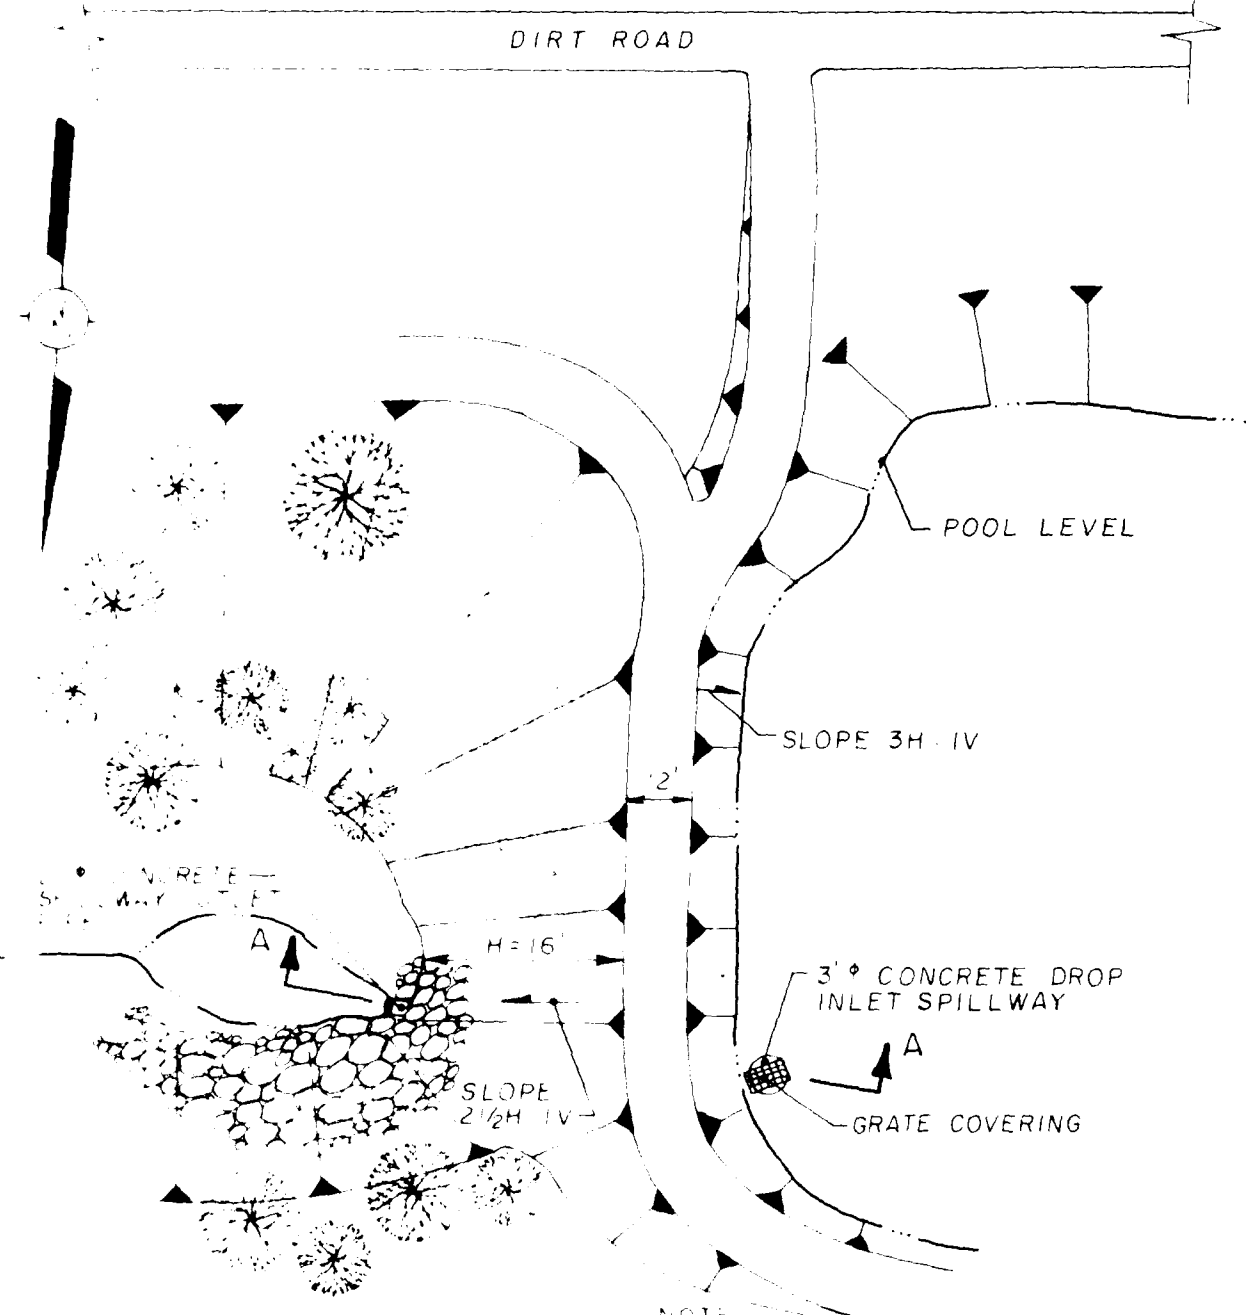 DIRT ROAD
POOL LEVEL
SLOPE 3H:1V
12'
A
H=16'
3'⌀ CONCRETE DROP
INLET SPILLWAY
A
SLOPE
2½H 1V
GRATE COVERING